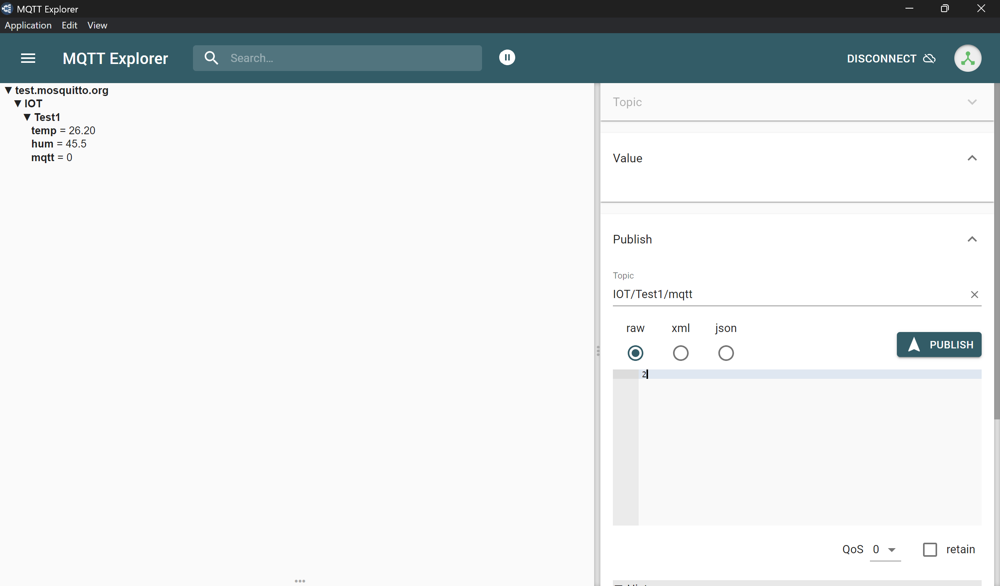 MQTT Explorer
Application Edit View
MQTT Explorer
Search...
DISCONNECT
▼ test.mosquitto.org
▼ IOT
▼ Test1
temp = 26.20
hum = 45.5
mqtt = 0
Topic
Value
Publish
Topic
IOT/Test1/mqtt
raw xml json
PUBLISH
2
QoS 0 retain